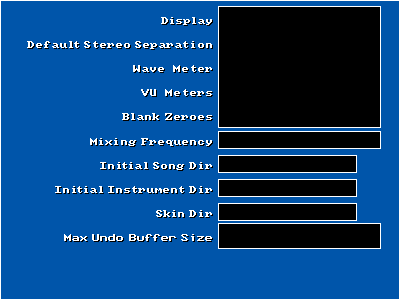 Display
Default Stereo Separation
Wave Meter
VU Meters
Blank Zeroes
Mixing Frequency
Initial Song Dir
Initial Instrument Dir
Skin Dir
Max Undo Buffer Size